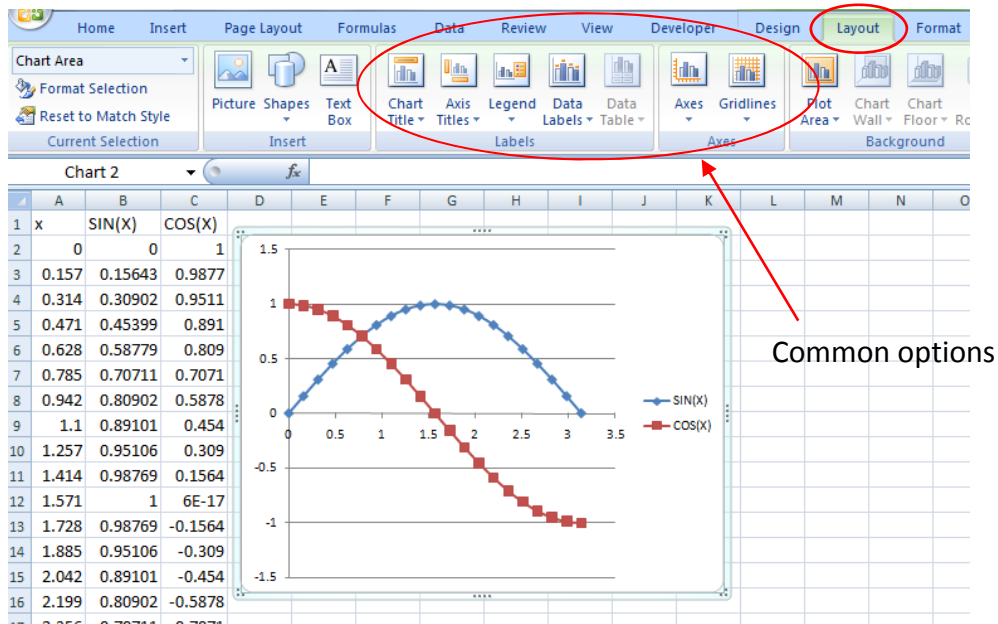 Home Insert Page Layout Formulas Data Review View Developer Design Layout Format
Chart Area
Format Selection
Reset to Match Style
Current Selection
Picture Shapes Text Box
Insert
Chart Title Axis Titles Legend Data Labels Data Table
Labels
Axes Gridlines
Axes
Plot Area Chart Wall Chart Floor
Background
Chart 2 fx
A B C D E F G H I J K L M N O
1 x SIN(X) COS(X)
2 0 0 1
3 0.157 0.15643 0.9877
4 0.314 0.30902 0.9511
5 0.471 0.45399 0.891
6 0.628 0.58779 0.809
7 0.785 0.70711 0.7071
8 0.942 0.80902 0.5878
9 1.1 0.89101 0.454
10 1.257 0.95106 0.309
11 1.414 0.98769 0.1564
12 1.571 1 6E-17
13 1.728 0.98769 -0.1564
14 1.885 0.95106 -0.309
15 2.042 0.89101 -0.454
16 2.199 0.80902 -0.5878
1.5
1
0.5
0
-0.5
-1
-1.5
0 0.5 1 1.5 2 2.5 3 3.5
SIN(X)
COS(X)
Common options